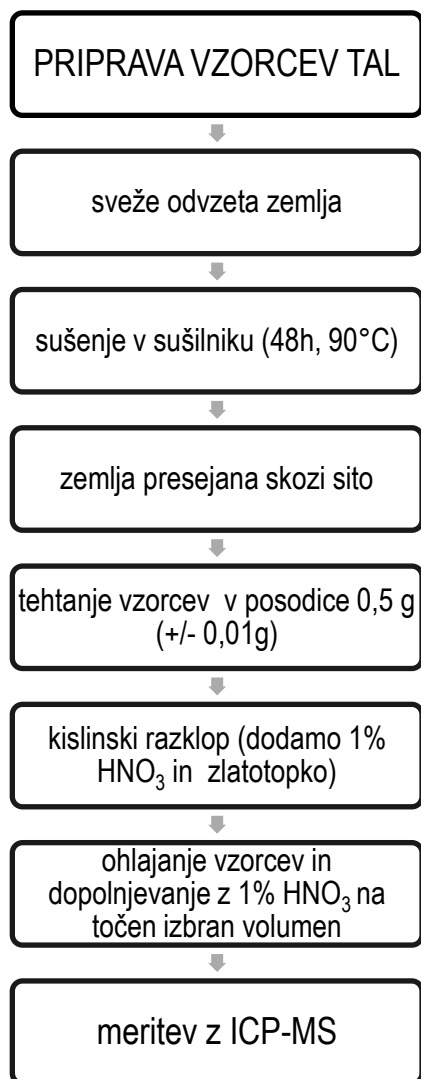 PRIPRAVA VZORCEV TAL
sveže odvzeta zemlja
sušenje v sušilniku (48h, 90°C)
zemlja presejana skozi sito
tehtanje vzorcev v posodice 0,5 g
(+/- 0,01g)
kislinski razklop (dodamo 1%
HNO₃ in zlatotopko)
ohlajanje vzorcev in
dopolnjevanje z 1% HNO₃ na
točen izbran volumen
meritev z ICP-MS